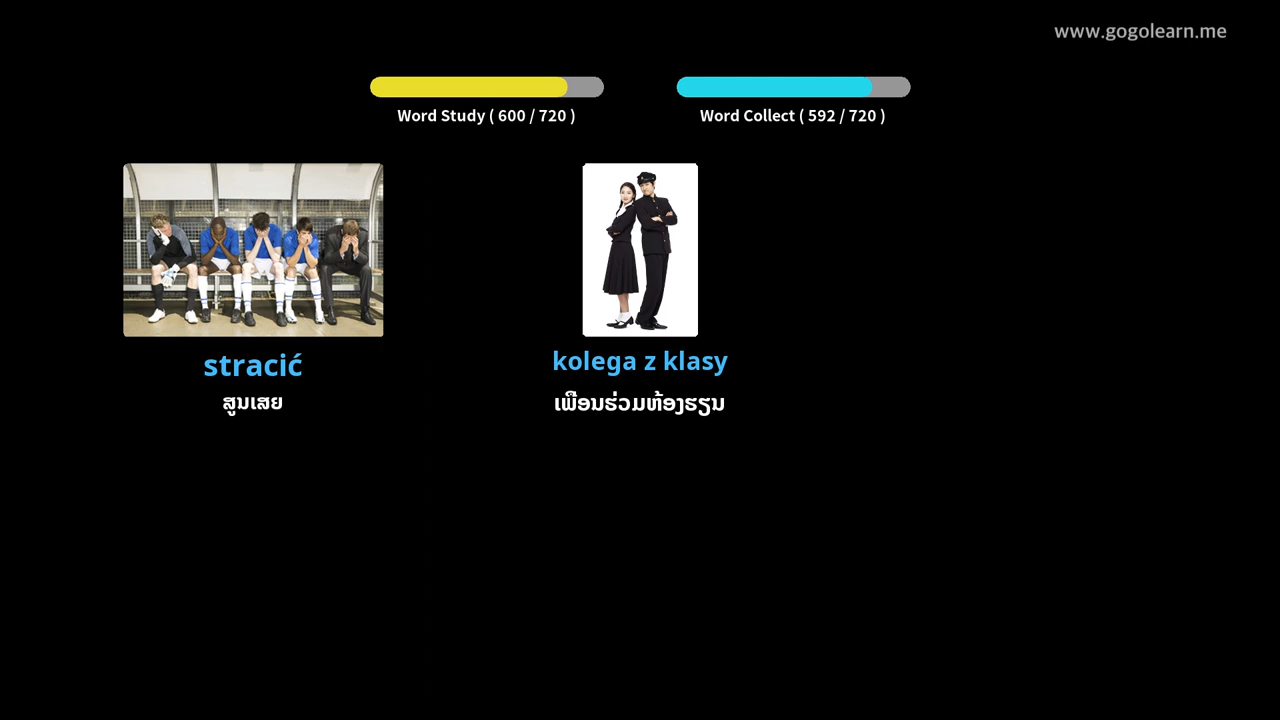 www.gogolearn.me
Word Study ( 600 / 720 )
Word Collect ( 592 / 720 )
stracić
ສູນເສຍ
kolega z klasy
ເພື່ອນຮ່ວມຫ້ອງຮຽນ